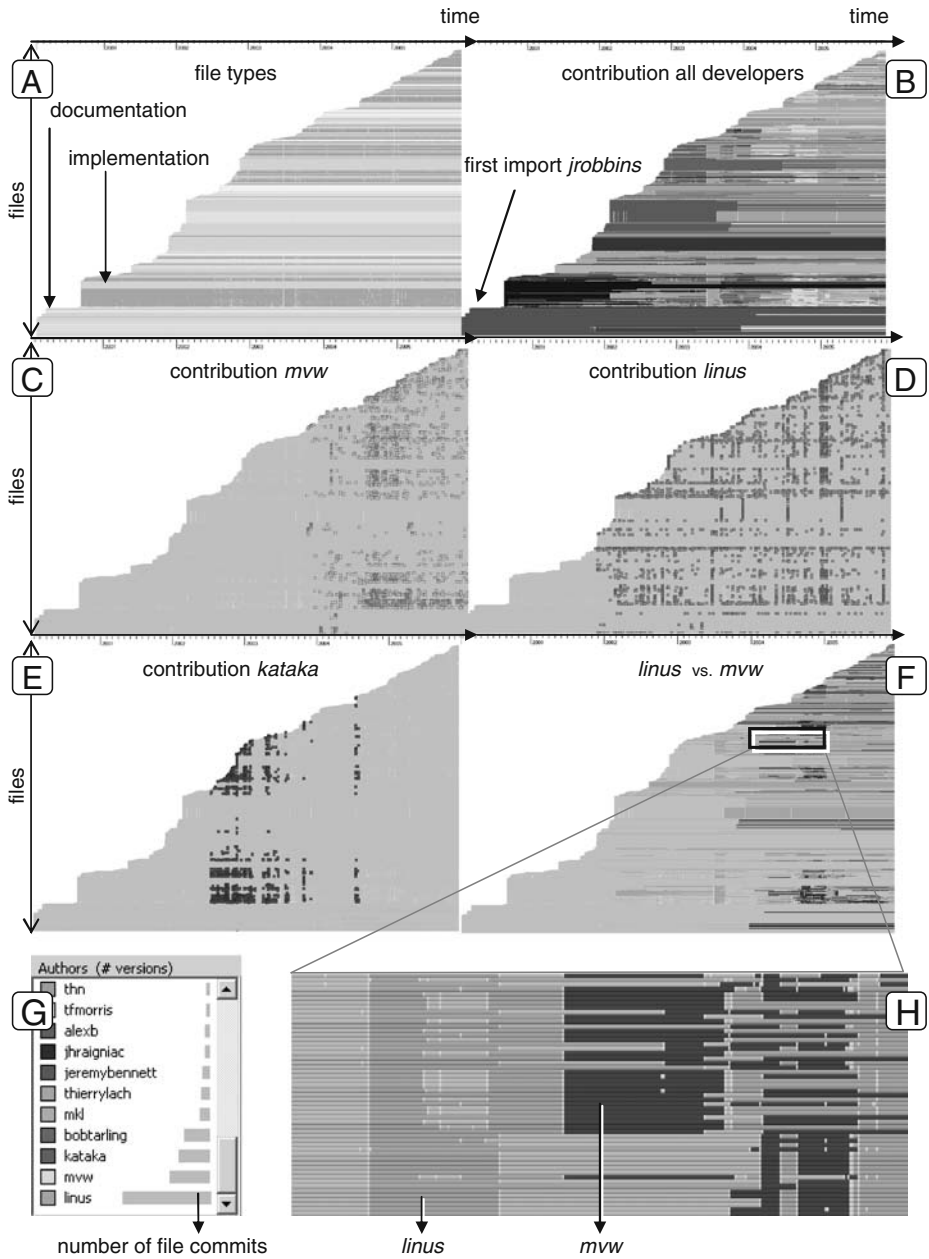 time
time
A
file types
contribution all developers
B
documentation
implementation
first import jrobbins
files
C
contribution mvw
contribution linus
D
files
E
contribution kataka
linus vs. mvw
F
files
G
Authors (# versions)
thn
tfmorris
alexb
jhraigniac
jeremybennett
thierrylach
mkl
bobtarling
kataka
mvw
linus
H
number of file commits
linus
mvw